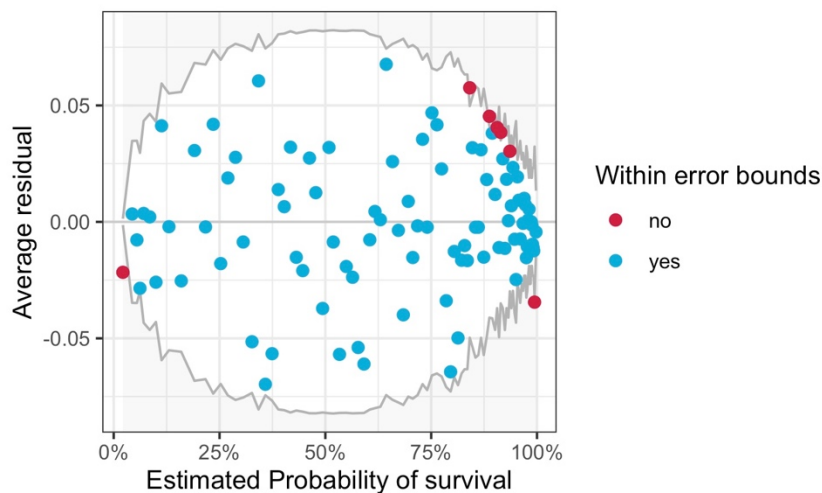 0.05
0.00
-0.05
Average residual
0% 25% 50% 75% 100%
Estimated Probability of survival
Within error bounds
no
yes